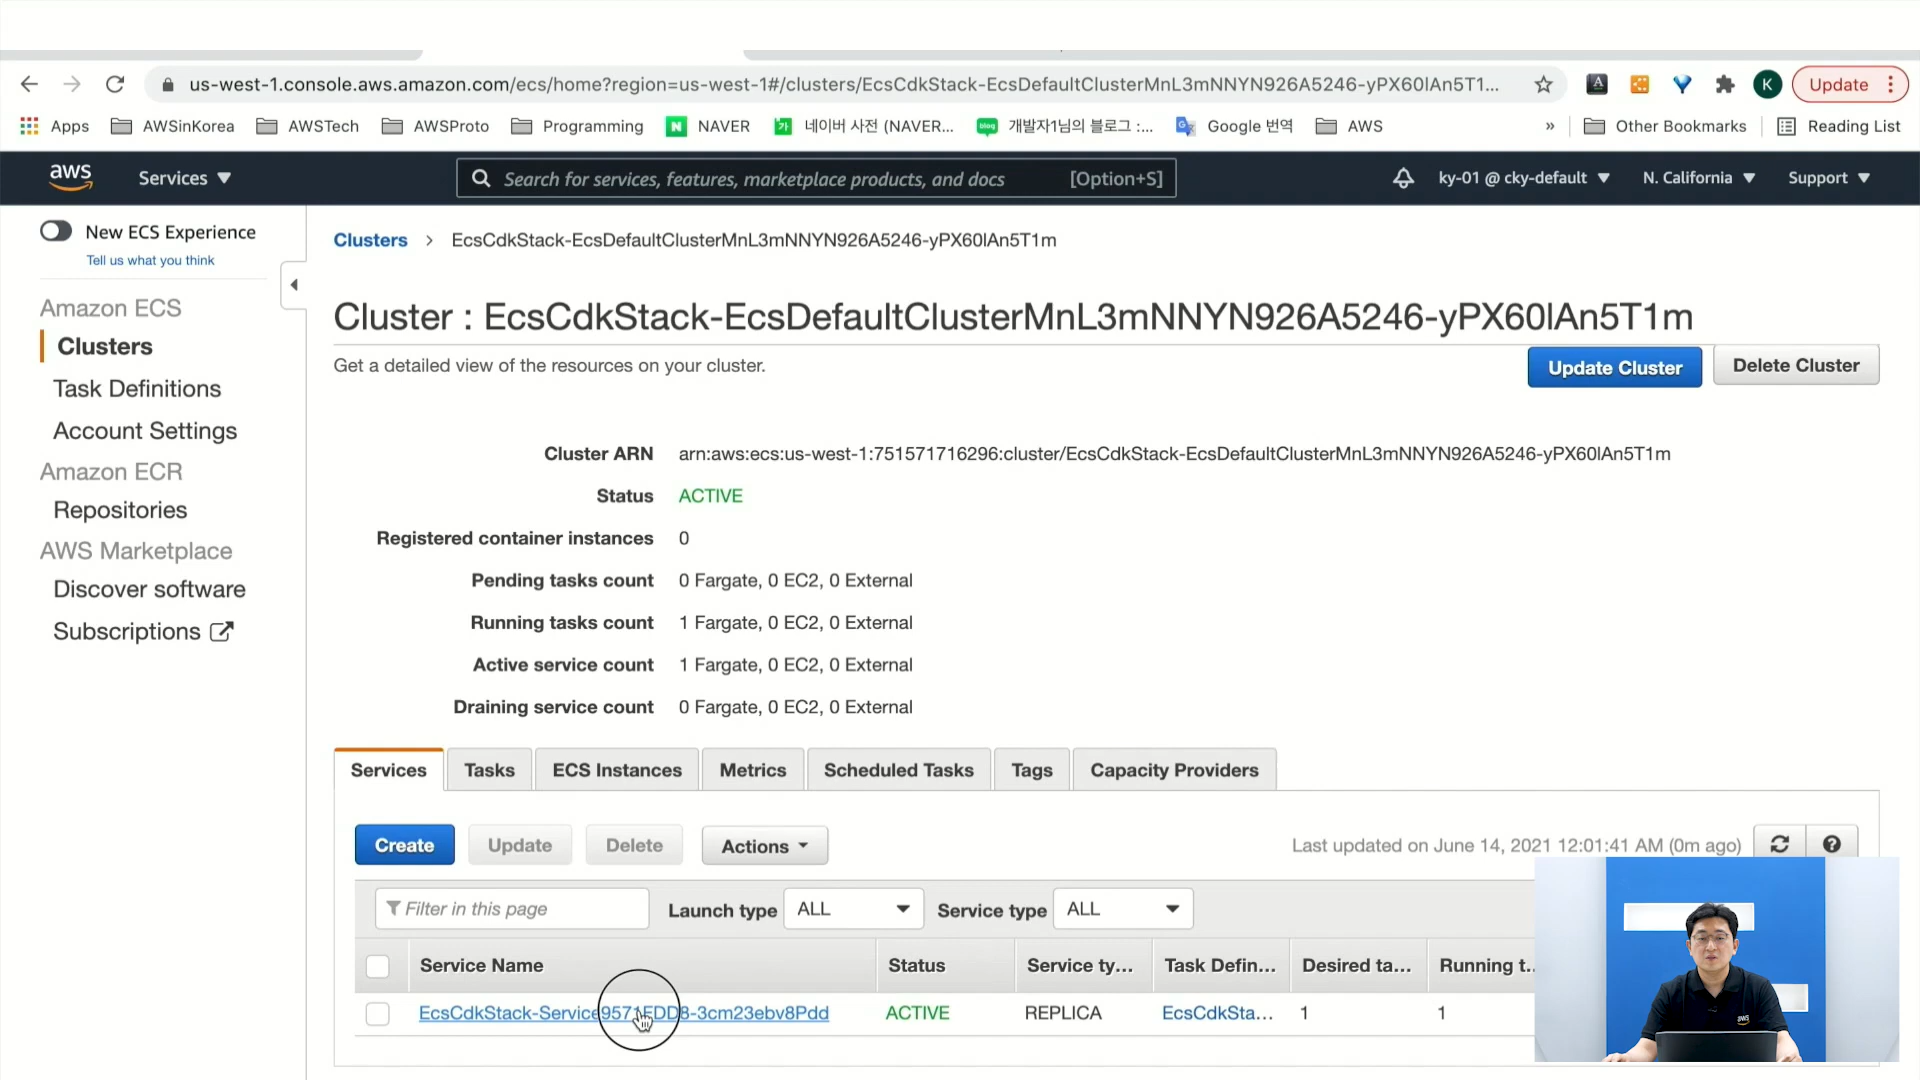 us-west-1.console.aws.amazon.com/ecs/home?region=us-west-1#/clusters/EcsCdkStack-EcsDefaultClusterMnL3mNNYN926A5246-yPX60lAn5T1...
A
K
Update
Apps
AWSinKorea
AWSTech
AWSProto
Programming
N NAVER
네이버 사전 (NAVER...
blog 개발자1님의 블로그 :...
Google 번역
AWS
»
Other Bookmarks
Reading List
aws
Services
Search for services, features, marketplace products, and docs
[Option+S]
ky-01 @ cky-default
N. California
Support
New ECS Experience
Tell us what you think
Amazon ECS
Clusters
Task Definitions
Account Settings
Amazon ECR
Repositories
AWS Marketplace
Discover software
Subscriptions
Clusters > EcsCdkStack-EcsDefaultClusterMnL3mNNYN926A5246-yPX60lAn5T1m
Cluster : EcsCdkStack-EcsDefaultClusterMnL3mNNYN926A5246-yPX60lAn5T1m
Get a detailed view of the resources on your cluster.
Update Cluster
Delete Cluster
Cluster ARN arn:aws:ecs:us-west-1:751571716296:cluster/EcsCdkStack-EcsDefaultClusterMnL3mNNYN926A5246-yPX60lAn5T1m
Status ACTIVE
Registered container instances 0
Pending tasks count 0 Fargate, 0 EC2, 0 External
Running tasks count 1 Fargate, 0 EC2, 0 External
Active service count 1 Fargate, 0 EC2, 0 External
Draining service count 0 Fargate, 0 EC2, 0 External
Services
Tasks
ECS Instances
Metrics
Scheduled Tasks
Tags
Capacity Providers
Create
Update
Delete
Actions
Last updated on June 14, 2021 12:01:41 AM (0m ago)
Filter in this page
Launch type ALL
Service type ALL
Service Name Status Service ty... Task Defin... Desired ta... Running t...
EcsCdkStack-Service9571FDD8-3cm23ebv8Pdd ACTIVE REPLICA EcsCdkSta... 1 1
aws